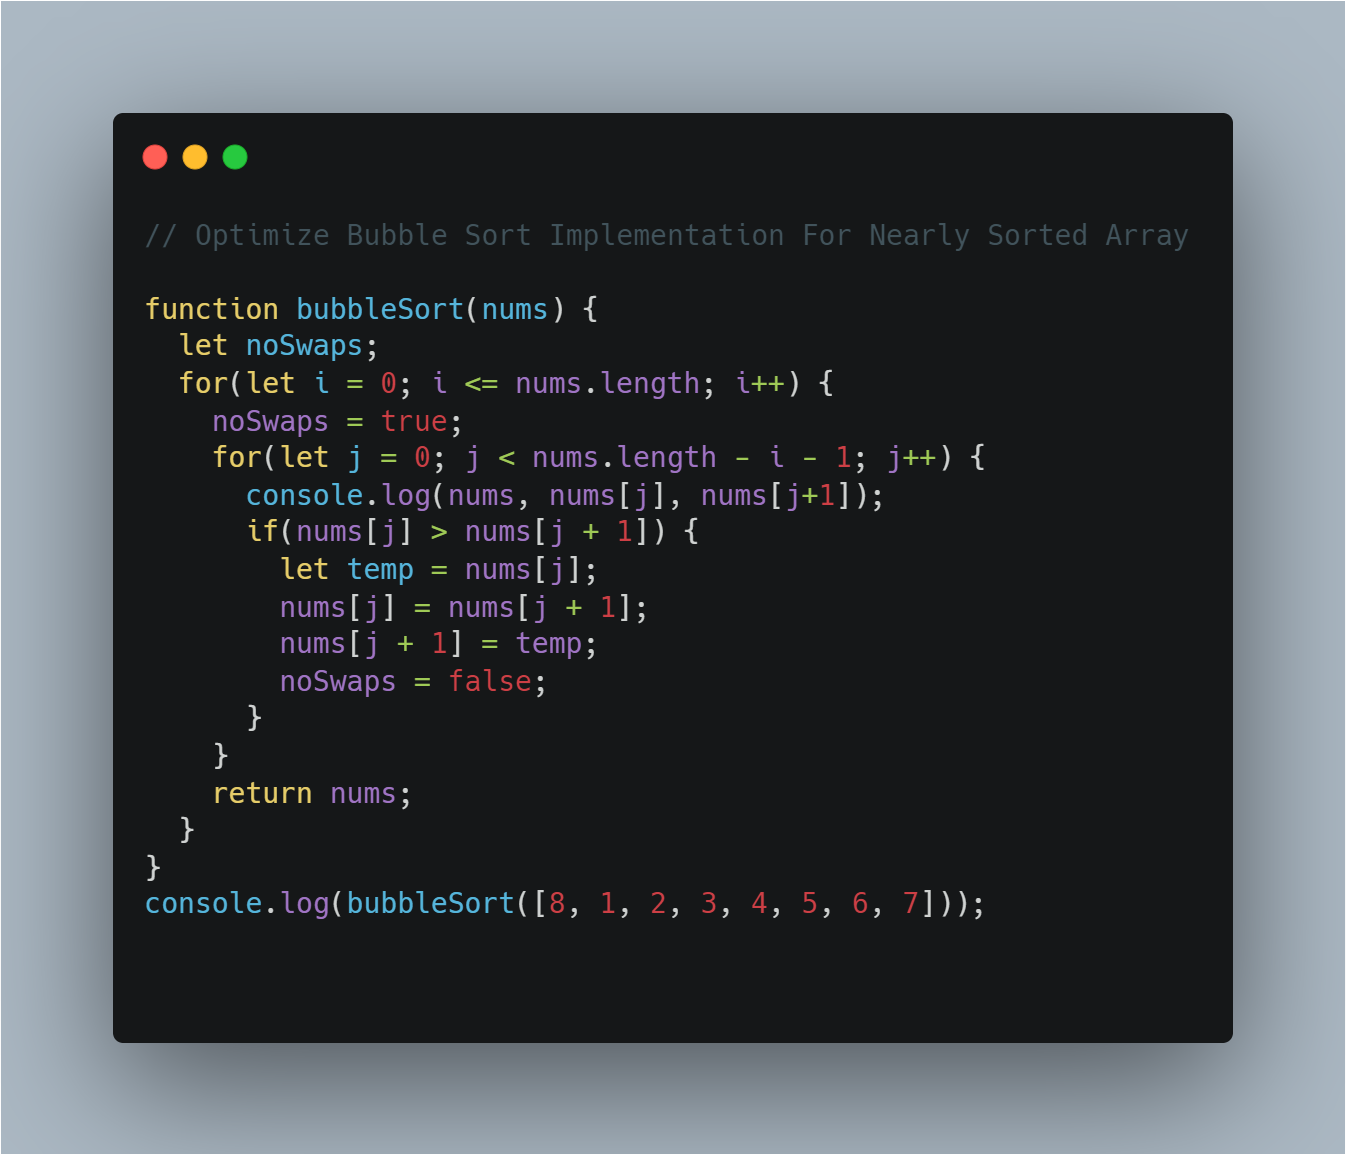 // Optimize Bubble Sort Implementation For Nearly Sorted Array

function bubbleSort(nums) {
  let noSwaps;
  for(let i = 0; i <= nums.length; i++) {
    noSwaps = true;
    for(let j = 0; j < nums.length - i - 1; j++) {
      console.log(nums, nums[j], nums[j+1]);
      if(nums[j] > nums[j + 1]) {
        let temp = nums[j];
        nums[j] = nums[j + 1];
        nums[j + 1] = temp;
        noSwaps = false;
      }
    }
    return nums;
  }
}
console.log(bubbleSort([8, 1, 2, 3, 4, 5, 6, 7]));